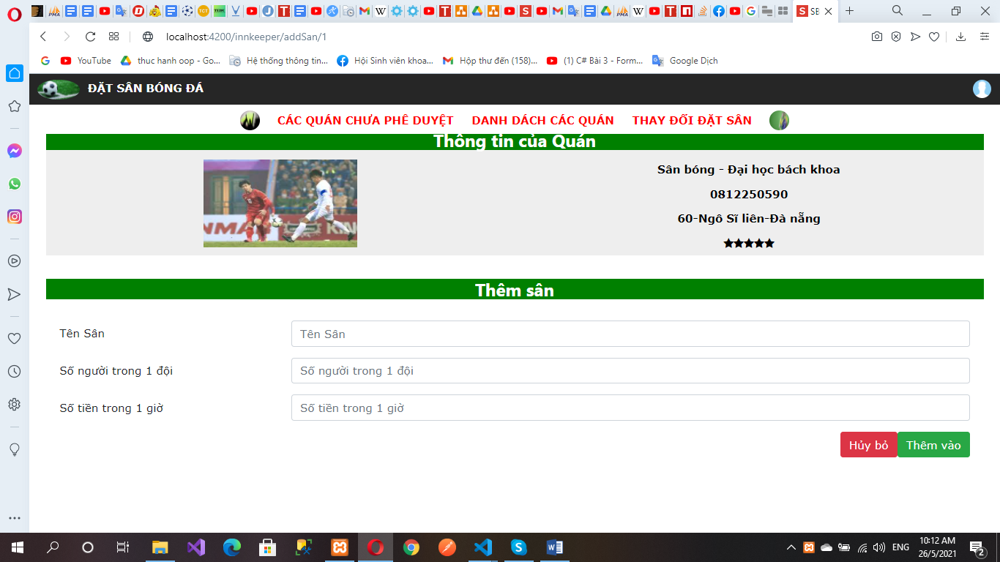 SE
localhost:4200/innkeeper/addSan/1
YouTube
thuc hanh oop - Go...
Hệ thống thông tin...
Hội Sinh viên khoa...
Hộp thư đến (158)...
(1) C# Bài 3 - Form...
Google Dịch
ĐẶT SÂN BÓNG ĐÁ
CÁC QUÁN CHƯA PHÊ DUYỆT DANH DÁCH CÁC QUÁN THAY ĐỔI ĐẶT SÂN
Thông tin của Quán
Sân bóng - Đại học bách khoa
0812250590
60-Ngô Sĩ liên-Đà nẵng
Thêm sân
Tên Sân Tên Sân
Số người trong 1 đội Số người trong 1 đội
Số tiền trong 1 giờ Số tiền trong 1 giờ
Hủy bỏ Thêm vào
ENG
10:12 AM
26/5/2021
2